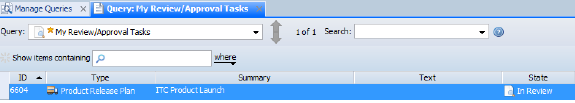 Manage Queries Query: My Review/Approval Tasks
Query: My Review/Approval Tasks 1 of 1 Search:
Show items containing where
ID Type Summary Text State
6604 Product Release Plan ITC Product Launch In Review